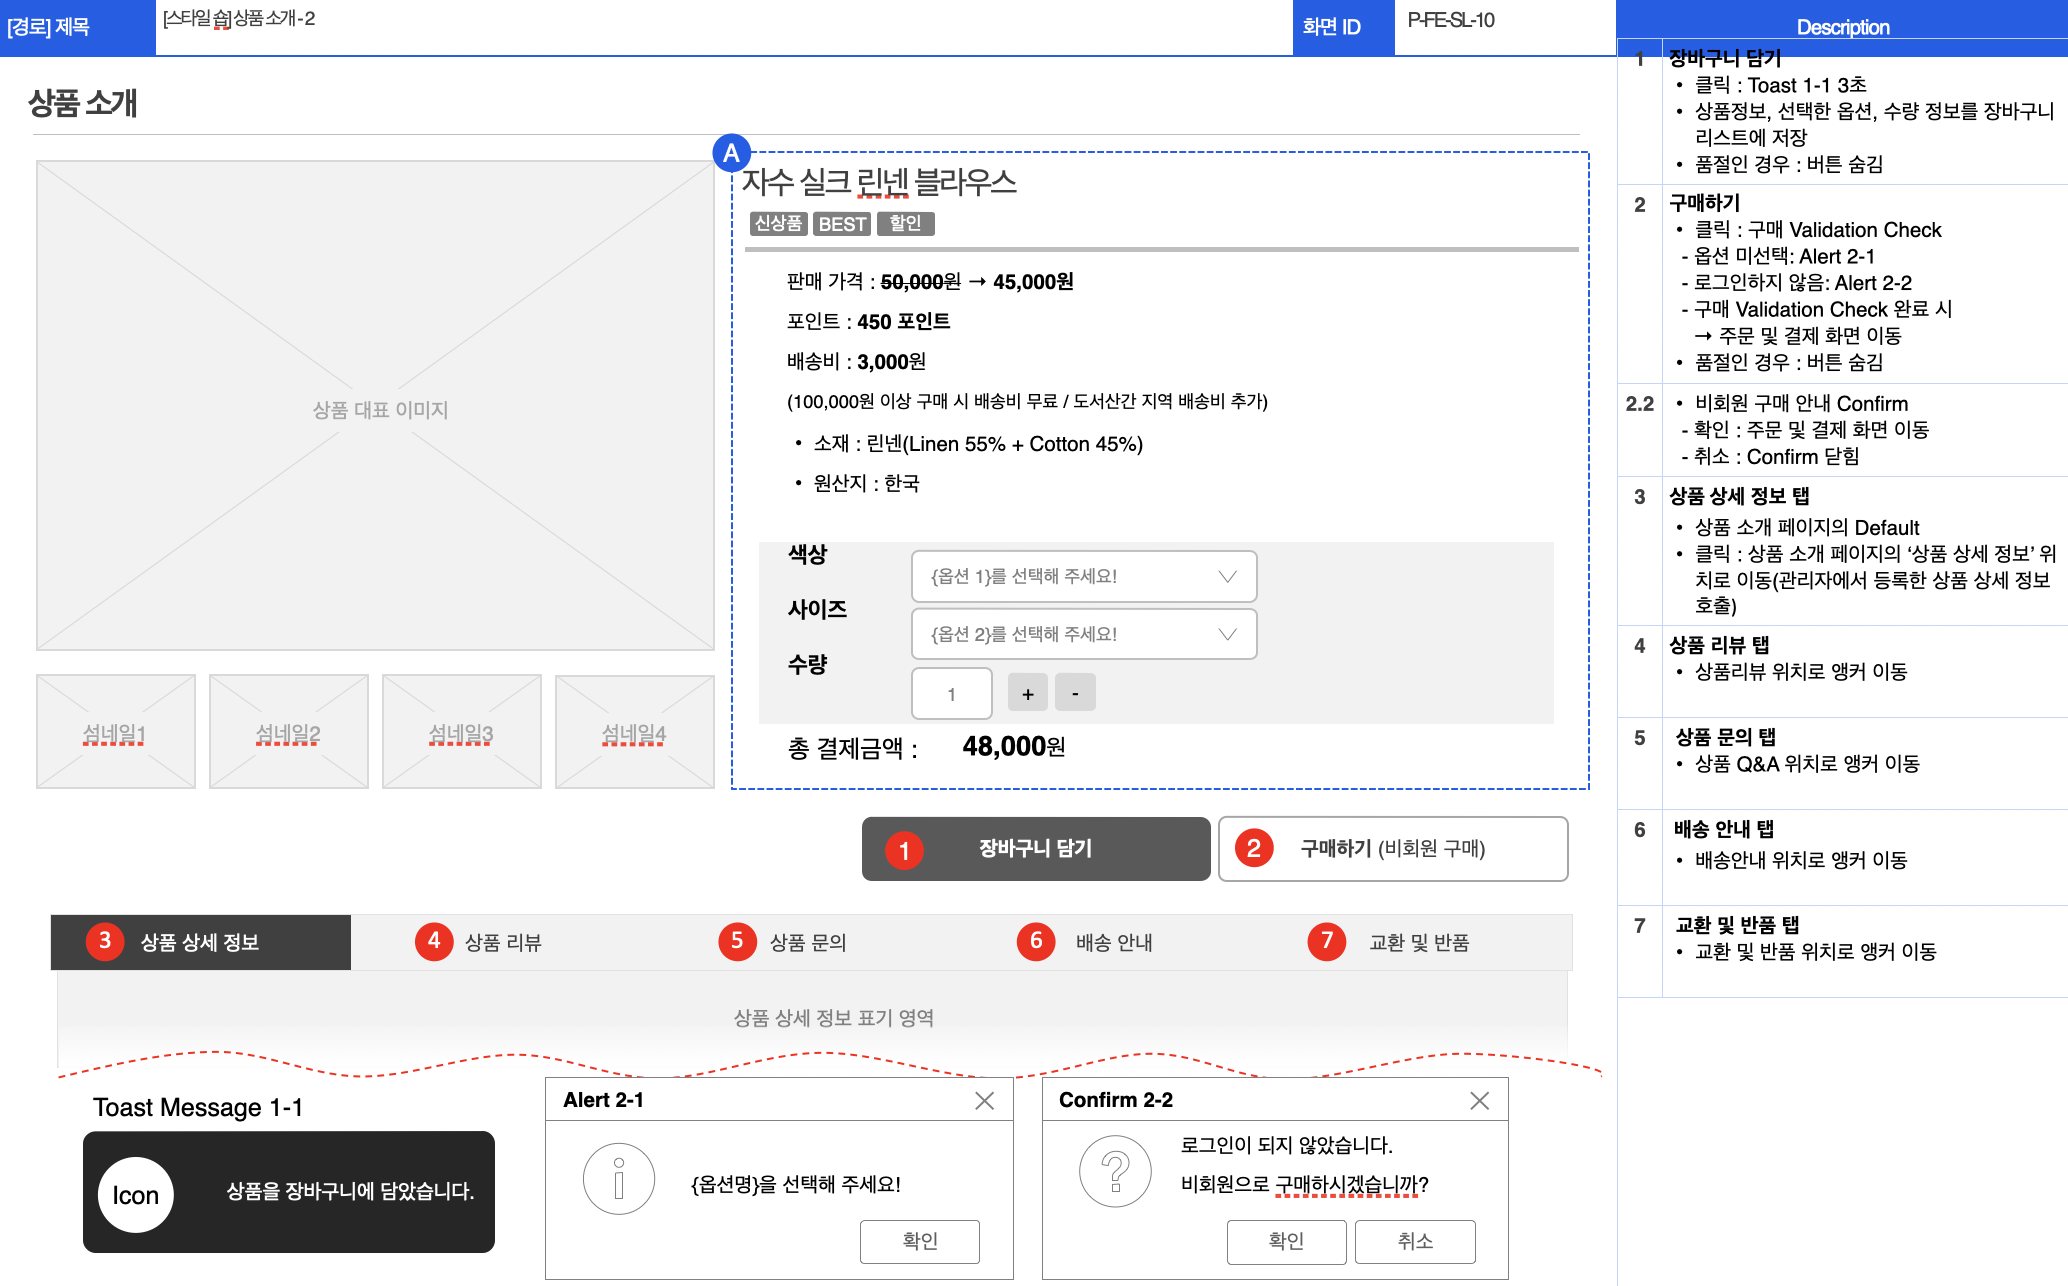 [경로] 제목
[스타일 숍]상품 소개 - 2
화면 ID
P-FE-SL-10
Description
상품 소개
A
자수 실크 린넨 블라우스
신상품 BEST 할인
판매 가격 : 50,000원 → 45,000원
포인트 : 450 포인트
배송비 : 3,000원
(100,000원 이상 구매 시 배송비 무료 / 도서산간 지역 배송비 추가)
• 소재 : 린넨(Linen 55% + Cotton 45%)
• 원산지 : 한국
상품 대표 이미지
섬네일1
섬네일2
섬네일3
섬네일4
색상
{옵션 1}를 선택해 주세요!
사이즈
{옵션 2}를 선택해 주세요!
수량
1
+
-
총 결제금액 : 48,000원
1 장바구니 담기
2 구매하기 (비회원 구매)
3 상품 상세 정보
4 상품 리뷰
5 상품 문의
6 배송 안내
7 교환 및 반품
상품 상세 정보 표기 영역
Toast Message 1-1
Icon
상품을 장바구니에 담았습니다.
Alert 2-1
i
{옵션명}을 선택해 주세요!
확인
Confirm 2-2
?
로그인이 되지 않았습니다.
비회원으로 구매하시겠습니까?
확인
취소
1 장바구니 담기
• 클릭 : Toast 1-1 3초
• 상품정보, 선택한 옵션, 수량 정보를 장바구니
리스트에 저장
• 품절인 경우 : 버튼 숨김
2 구매하기
• 클릭 : 구매 Validation Check
- 옵션 미선택: Alert 2-1
- 로그인하지 않음: Alert 2-2
- 구매 Validation Check 완료 시
→ 주문 및 결제 화면 이동
• 품절인 경우 : 버튼 숨김
2.2 • 비회원 구매 안내 Confirm
- 확인 : 주문 및 결제 화면 이동
- 취소 : Confirm 닫힘
3 상품 상세 정보 탭
• 상품 소개 페이지의 Default
• 클릭 : 상품 소개 페이지의 ‘상품 상세 정보’ 위
치로 이동(관리자에서 등록한 상품 상세 정보
호출)
4 상품 리뷰 탭
• 상품리뷰 위치로 앵커 이동
5 상품 문의 탭
• 상품 Q&A 위치로 앵커 이동
6 배송 안내 탭
• 배송안내 위치로 앵커 이동
7 교환 및 반품 탭
• 교환 및 반품 위치로 앵커 이동